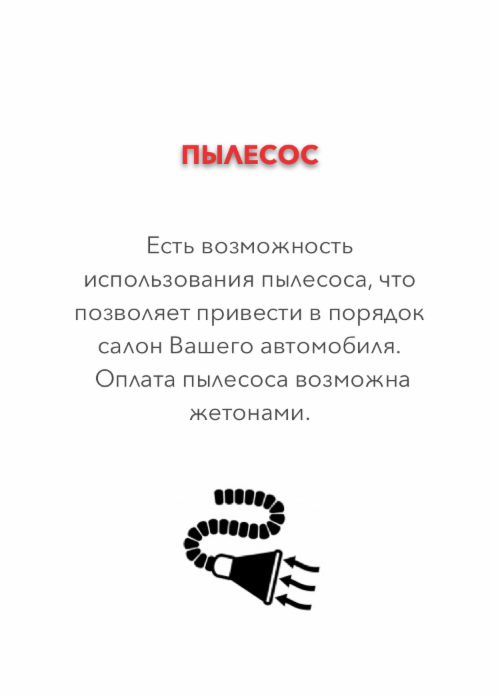 ПЫЛЕСОС
Есть возможность
использования пылесоса, что
позволяет привести в порядок
салон Вашего автомобиля.
Оплата пылесоса возможна
жетонами.